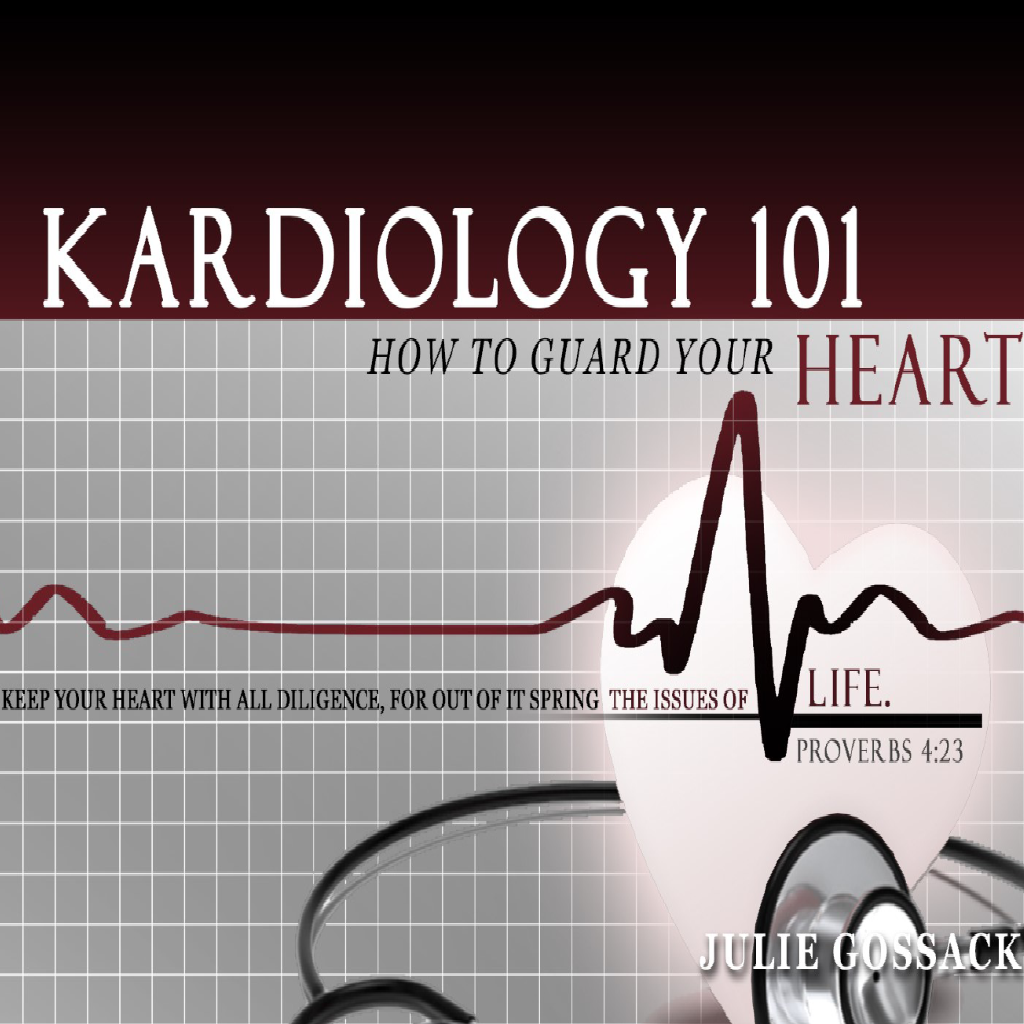 KARDIOLOGY 101
HOW TO GUARD YOUR HEART
KEEP YOUR HEART WITH ALL DILIGENCE, FOR OUT OF IT SPRING THE ISSUES OF LIFE.
PROVERBS 4:23
JULIE GOSSACK